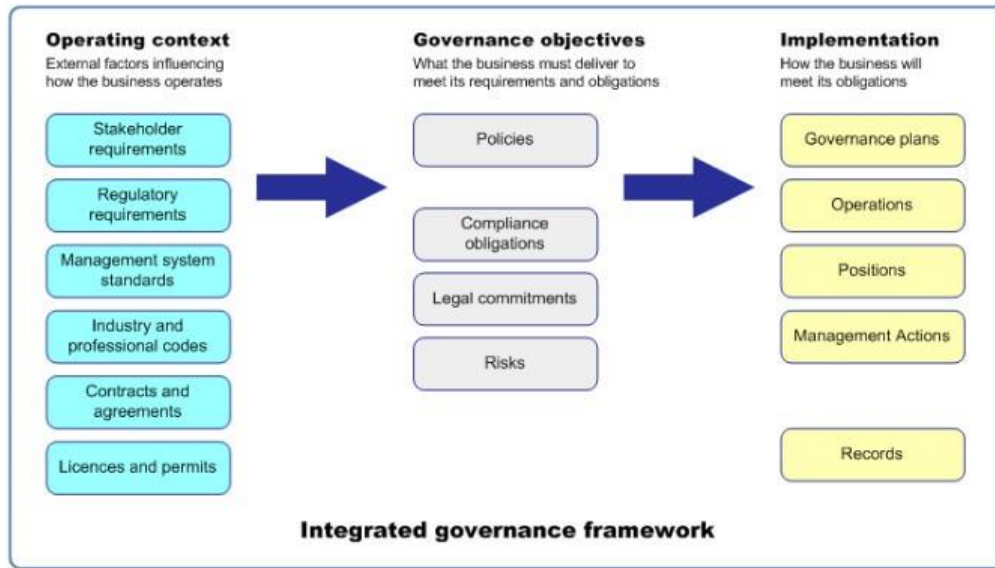 Operating context
External factors influencing
how the business operates
Stakeholder
requirements
Regulatory
requirements
Management system
standards
Industry and
professional codes
Contracts and
agreements
Licences and permits
Governance objectives
What the business must deliver to
meet its requirements and obligations
Policies
Compliance
obligations
Legal commitments
Risks
Implementation
How the business will
meet its obligations
Governance plans
Operations
Positions
Management Actions
Records
Integrated governance framework